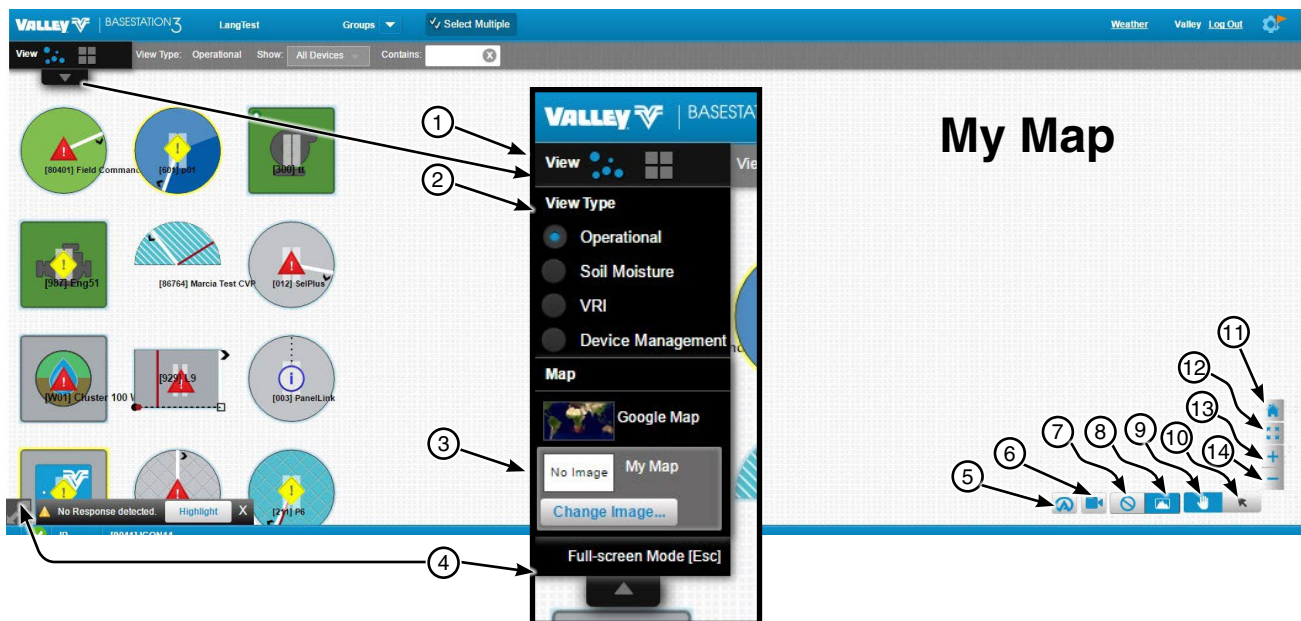 VALLEY | BASESTATION3 LangTest Groups Select Multiple Weather Valley Log Out
View View Type: Operational Show: All Devices Contains:
My Map
[80401] Field Comman [601] p01 [300] tt
[987] Eng51 [86764] Marcia Test CVP [012] SelPlus
[W01] Cluster 100 [929] L9 [003] PanelLink
[211] P6
No Response detected. Highlight X
VALLEY | BASESTA
View Vie
View Type
Operational
Soil Moisture
VRI
Device Management
Map
Google Map
No Image My Map
Change Image...
Full-screen Mode [Esc]
1
2
3
4
5
6
7
8
9
10
11
12
13
14